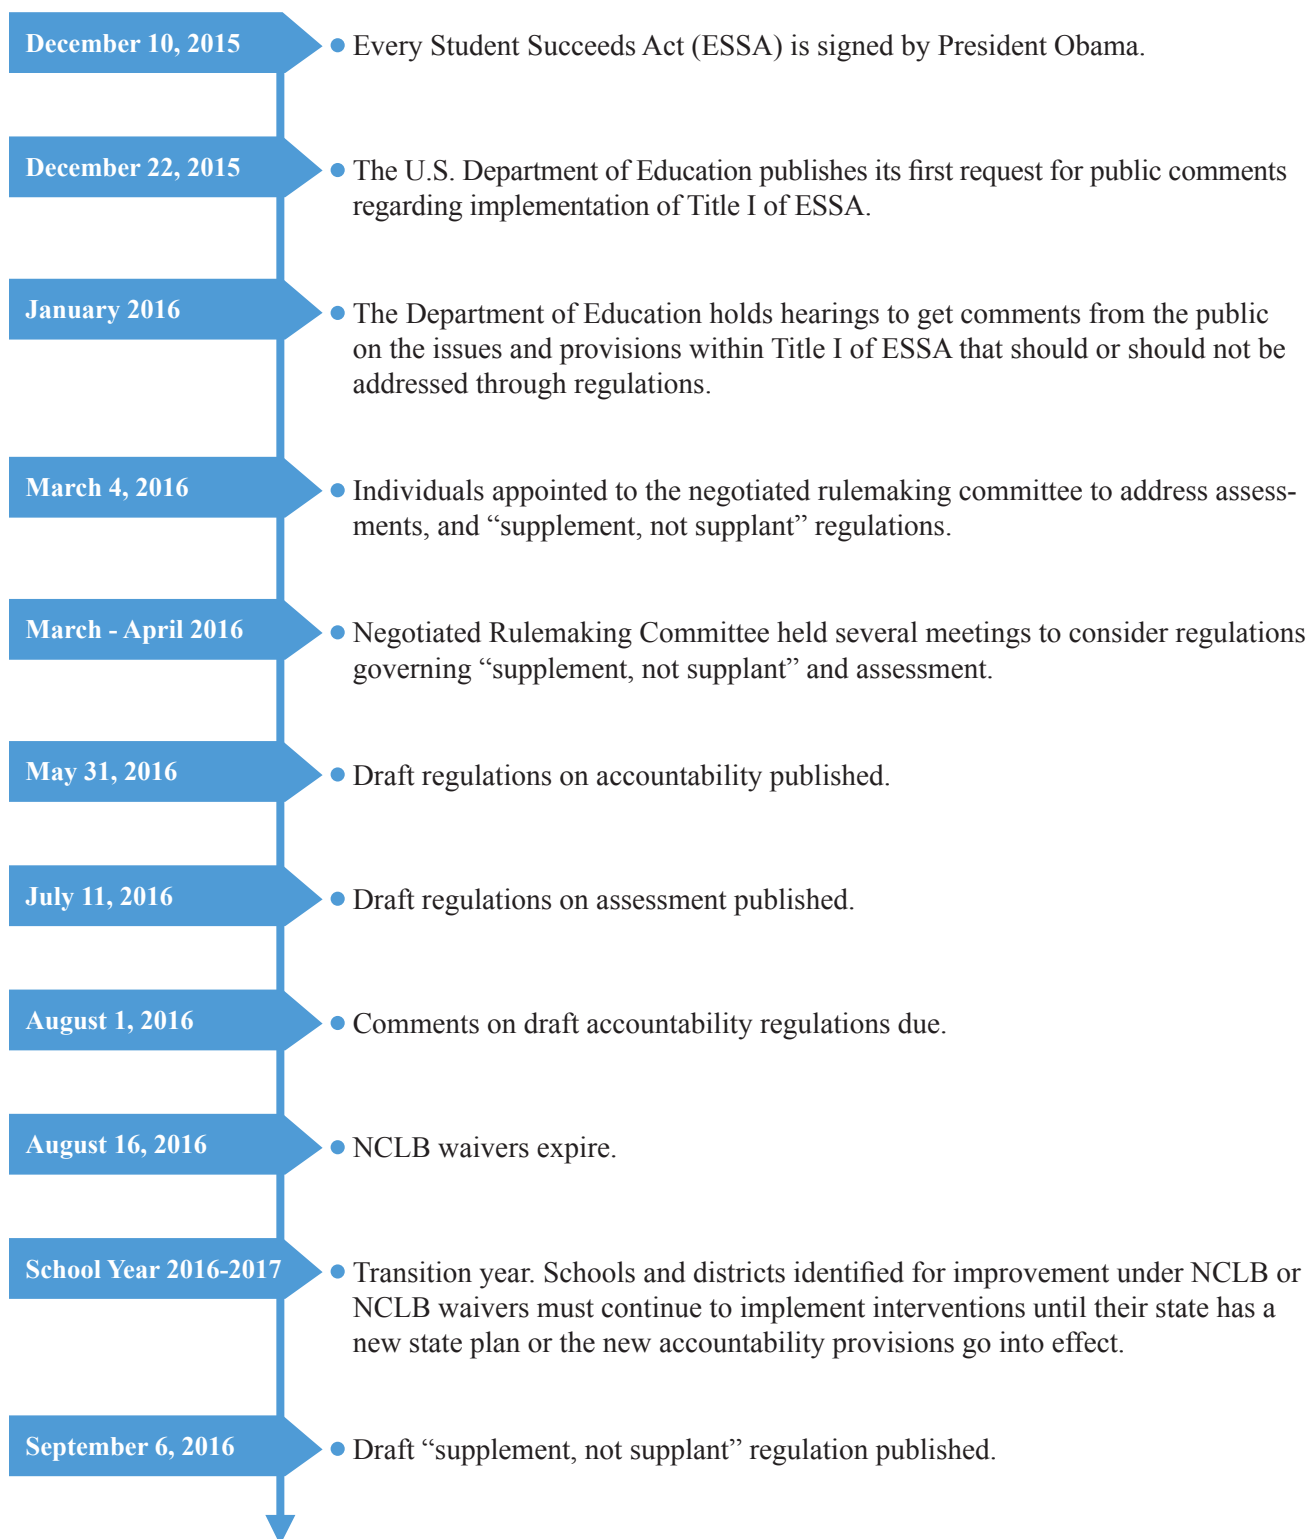 December 10, 2015
Every Student Succeeds Act (ESSA) is signed by President Obama.
December 22, 2015
The U.S. Department of Education publishes its first request for public comments
regarding implementation of Title I of ESSA.
January 2016
The Department of Education holds hearings to get comments from the public
on the issues and provisions within Title I of ESSA that should or should not be
addressed through regulations.
March 4, 2016
Individuals appointed to the negotiated rulemaking committee to address assess-
ments, and “supplement, not supplant” regulations.
March - April 2016
Negotiated Rulemaking Committee held several meetings to consider regulations
governing “supplement, not supplant” and assessment.
May 31, 2016
Draft regulations on accountability published.
July 11, 2016
Draft regulations on assessment published.
August 1, 2016
Comments on draft accountability regulations due.
August 16, 2016
NCLB waivers expire.
School Year 2016-2017
Transition year. Schools and districts identified for improvement under NCLB or
NCLB waivers must continue to implement interventions until their state has a
new state plan or the new accountability provisions go into effect.
September 6, 2016
Draft “supplement, not supplant” regulation published.